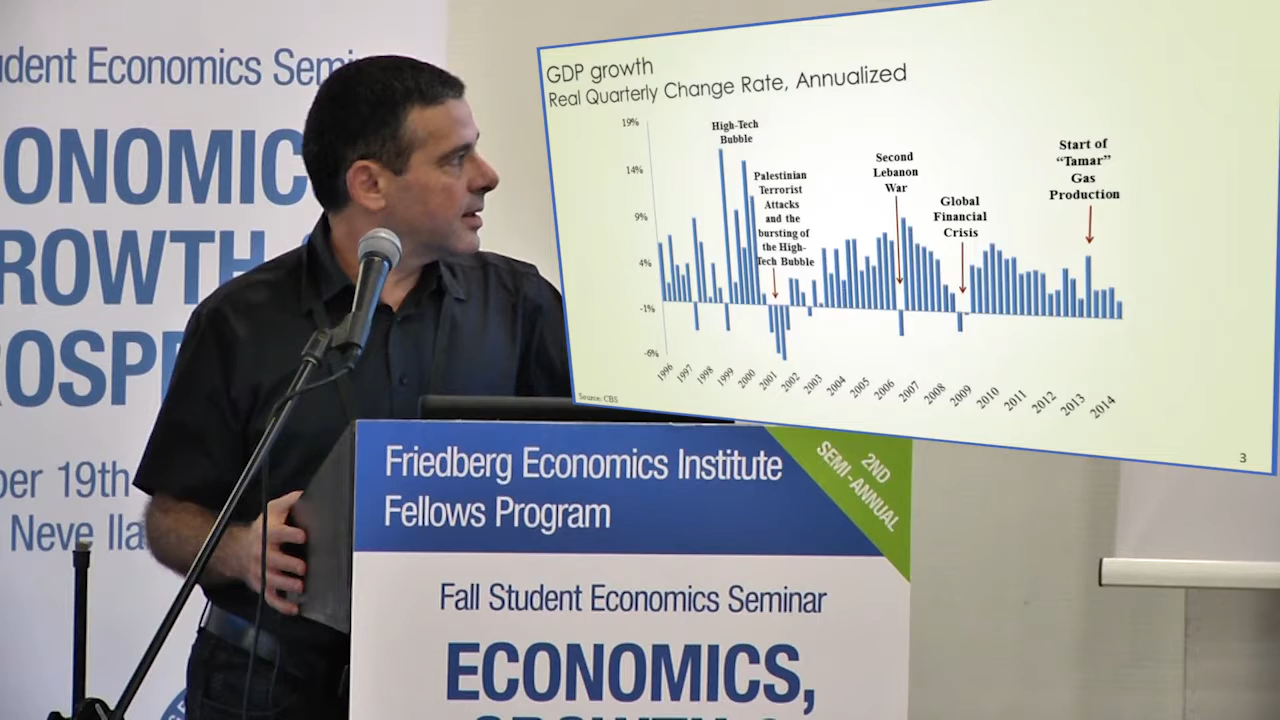 udent Economics Semi
ONOMIC
ROWTH
ROSP
ber 19th
Neve Ila
GDP growth
Real Quarterly Change Rate, Annualized
19%
14%
9%
4%
-1%
-6%
High-Tech
Bubble
Palestinian
Terrorist
Attacks
and the
bursting of
the High-
Tech Bubble
Second
Lebanon
War
Global
Financial
Crisis
Start of
“Tamar”
Gas
Production
1996
1997
1998
1999
2000
2001
2002
2003
2004
2005
2006
2007
2008
2009
2010
2011
2012
2013
2014
Source: CBS
3
Friedberg Economics Institute
Fellows Program
2ND
SEMI-ANNUAL
Fall Student Economics Seminar
ECONOMICS,